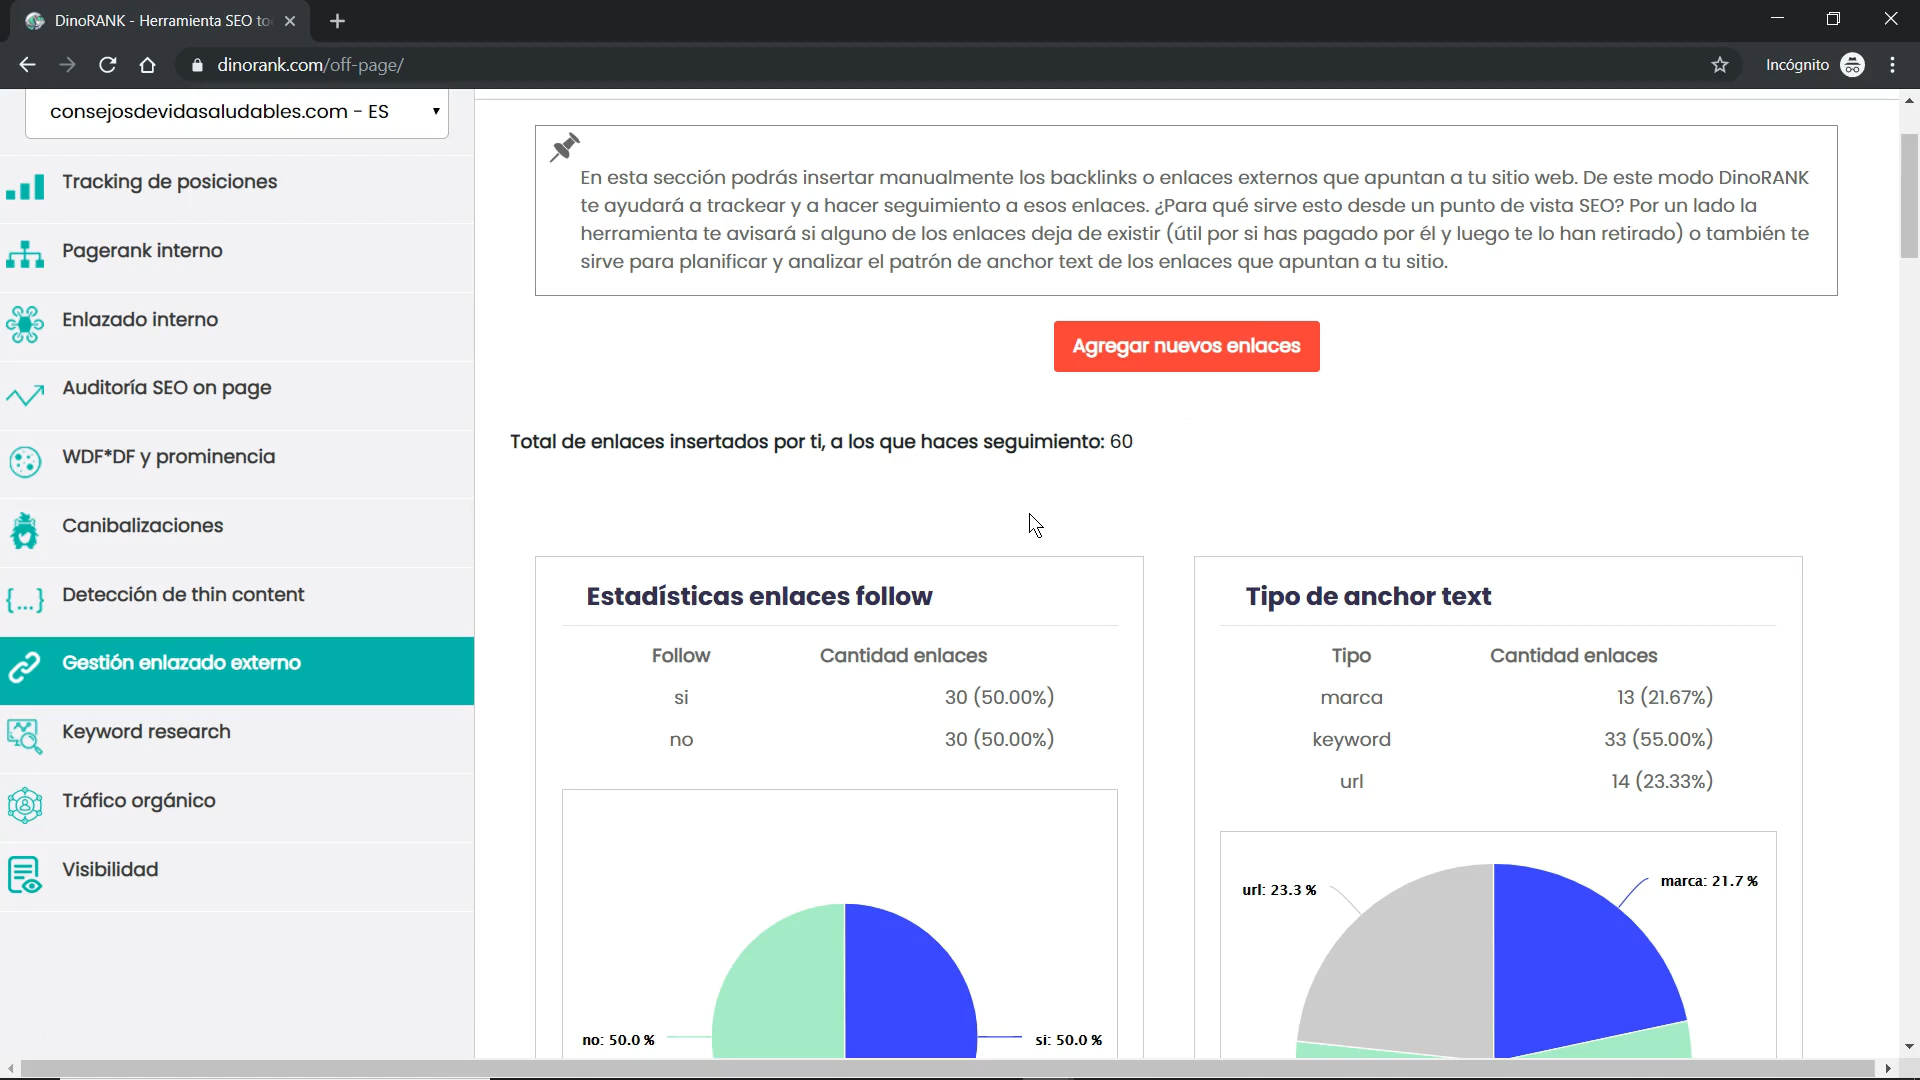 DinoRANK - Herramienta SEO to
dinorank.com/off-page/
Incógnito
consejosdevidasaludables.com - ES
Tracking de posiciones
Pagerank interno
Enlazado interno
Auditoría SEO on page
WDF*DF y prominencia
Canibalizaciones
Detección de thin content
Gestión enlazado externo
Keyword research
Tráfico orgánico
Visibilidad
En esta sección podrás insertar manualmente los backlinks o enlaces externos que apuntan a tu sitio web. De este modo DinoRANK
te ayudará a trackear y a hacer seguimiento a esos enlaces. ¿Para qué sirve esto desde un punto de vista SEO? Por un lado la
herramienta te avisará si alguno de los enlaces deja de existir (útil por si has pagado por él y luego te lo han retirado) o también te
sirve para planificar y analizar el patrón de anchor text de los enlaces que apuntan a tu sitio.
Agregar nuevos enlaces
Total de enlaces insertados por ti, a los que haces seguimiento: 60
Estadísticas enlaces follow
Follow Cantidad enlaces
si 30 (50.00%)
no 30 (50.00%)
no: 50.0 %
si: 50.0 %
Tipo de anchor text
Tipo Cantidad enlaces
marca 13 (21.67%)
keyword 33 (55.00%)
url 14 (23.33%)
url: 23.3 %
marca: 21.7 %